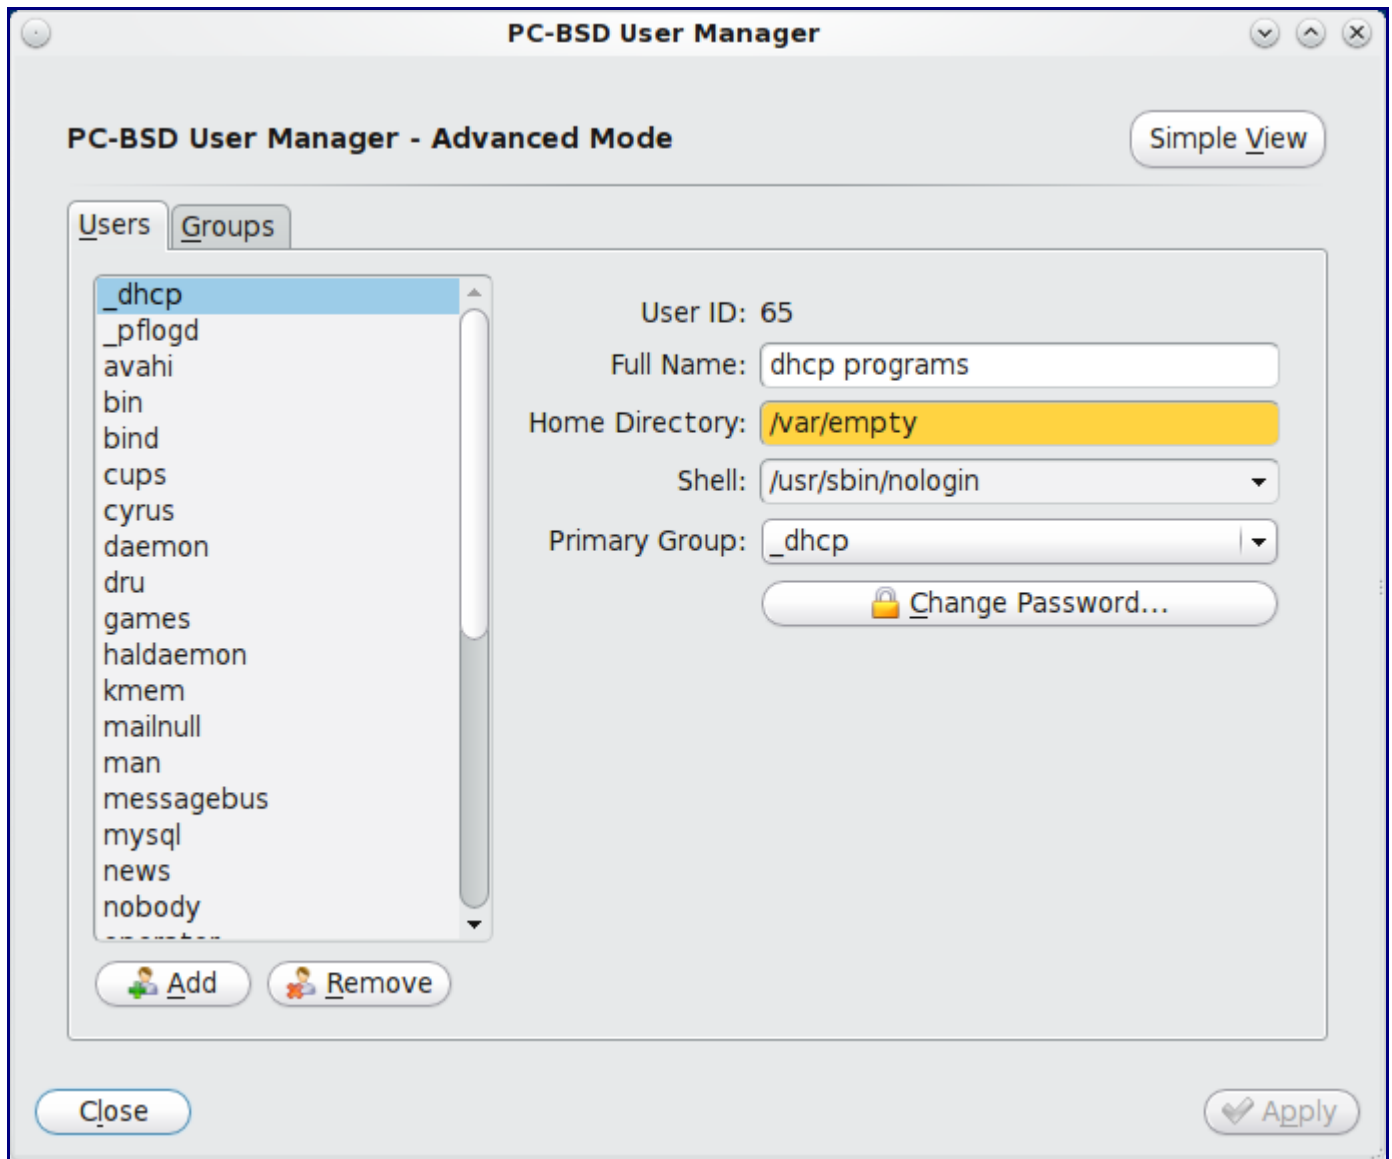 PC-BSD User Manager
PC-BSD User Manager - Advanced Mode
Simple View
Users
Groups
_dhcp
_pflogd
avahi
bin
bind
cups
cyrus
daemon
dru
games
haldaemon
kmem
mailnull
man
messagebus
mysql
news
nobody
User ID: 65
Full Name: dhcp programs
Home Directory: /var/empty
Shell: /usr/sbin/nologin
Primary Group: _dhcp
Change Password...
Add
Remove
Close
Apply